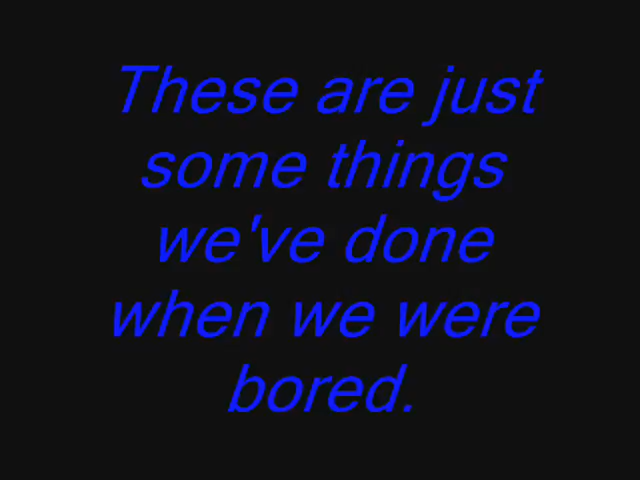 These are just
some things
we've done
when we were
bored.